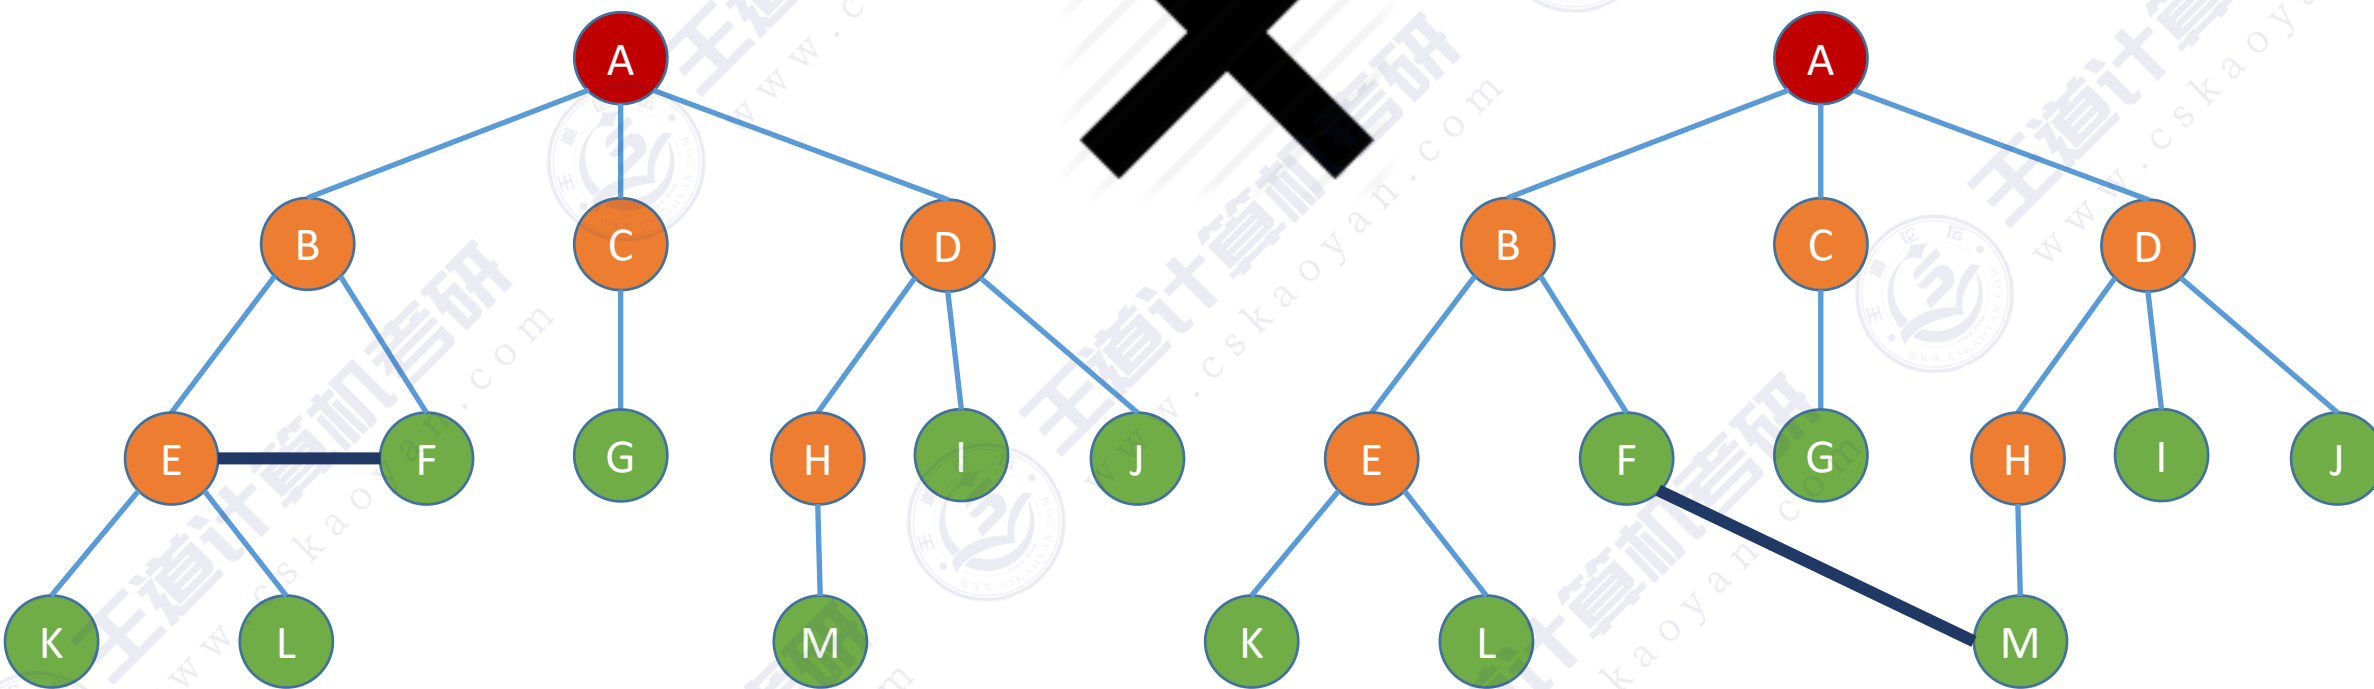 A
A
B
C
D
B
C
D
E
F
G
H
I
J
E
F
G
H
I
J
K
L
M
K
L
M
王道计算机考研
www.cskaoyan.com